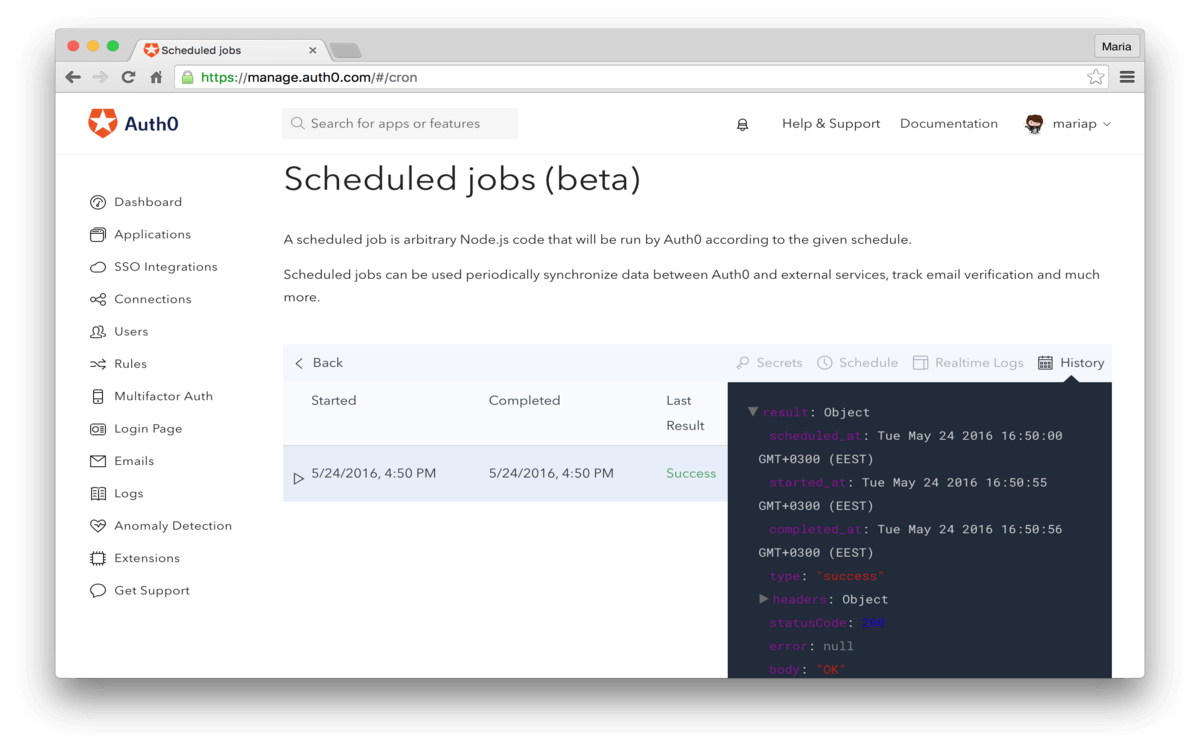 Scheduled jobs
Maria
https://manage.auth0.com/#/cron
Auth0
Search for apps or features
Help & Support
Documentation
mariap
Dashboard
Applications
SSO Integrations
Connections
Users
Rules
Multifactor Auth
Login Page
Emails
Logs
Anomaly Detection
Extensions
Get Support
Scheduled jobs (beta)
A scheduled job is arbitrary Node.js code that will be run by Auth0 according to the given schedule.
Scheduled jobs can be used periodically synchronize data between Auth0 and external services, track email verification and much
more.
Back
Secrets
Schedule
Realtime Logs
History
Started
Completed
Last
Result
5/24/2016, 4:50 PM
5/24/2016, 4:50 PM
Success
result: Object
scheduled_at: Tue May 24 2016 16:50:00
GMT+0300 (EEST)
started_at: Tue May 24 2016 16:50:55
GMT+0300 (EEST)
completed_at: Tue May 24 2016 16:50:56
GMT+0300 (EEST)
type: "success"
headers: Object
statusCode: 200
error: null
body: "OK"